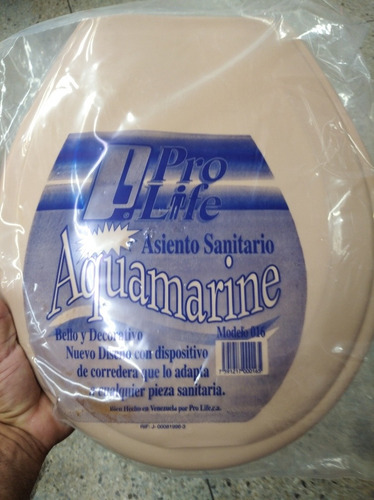 Pro
Life
Asiento Sanitario
Aquamarine
Modelo 016
Bello y Decorativo
Nuevo Diseño con dispositivo
de corredera que lo adapta
a cualquier pieza sanitaria.
Bien Hecho en Venezuela por Pro Life c.a.